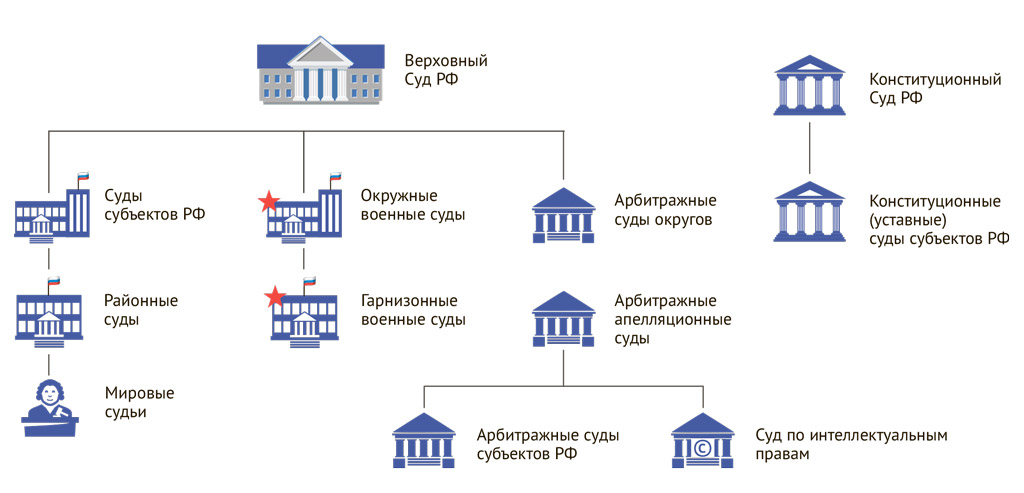 Верховный
Суд РФ
Конституционный
Суд РФ
Суды
субъектов РФ
Окружные
военные суды
Арбитражные
суды округов
Конституционные
(уставные)
суды субъектов РФ
Районные
суды
Гарнизонные
военные суды
Арбитражные
апелляционные
суды
Мировые
судьи
Арбитражные суды
субъектов РФ
©
Суд по интеллектуальным
правам